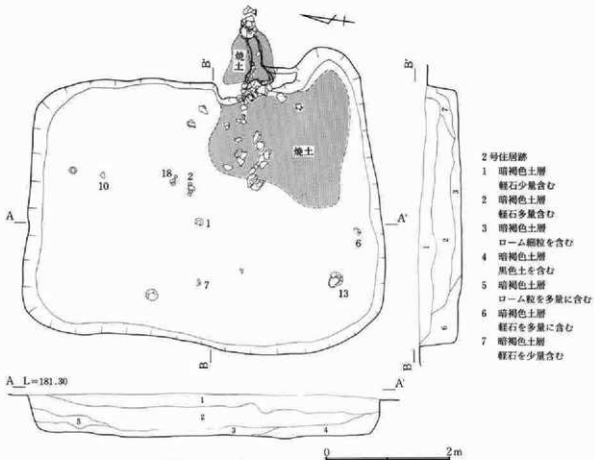 焼土
B
B'
B'
焼土
10
18
2
1
7
6
13
A
A'
B
B
7
3
1
2
6
2号住居跡
1 暗褐色土層
軽石少量含む
2 暗褐色土層
軽石多量含む
3 暗褐色土層
ローム細粒を含む
4 暗褐色土層
黒色土を含む
5 暗褐色土層
ローム粒を多量に含む
6 暗褐色土層
軽石を多量に含む
7 暗褐色土層
軽石を少量含む
A L=181.30 A'
1
2
5
3
4
0 2m